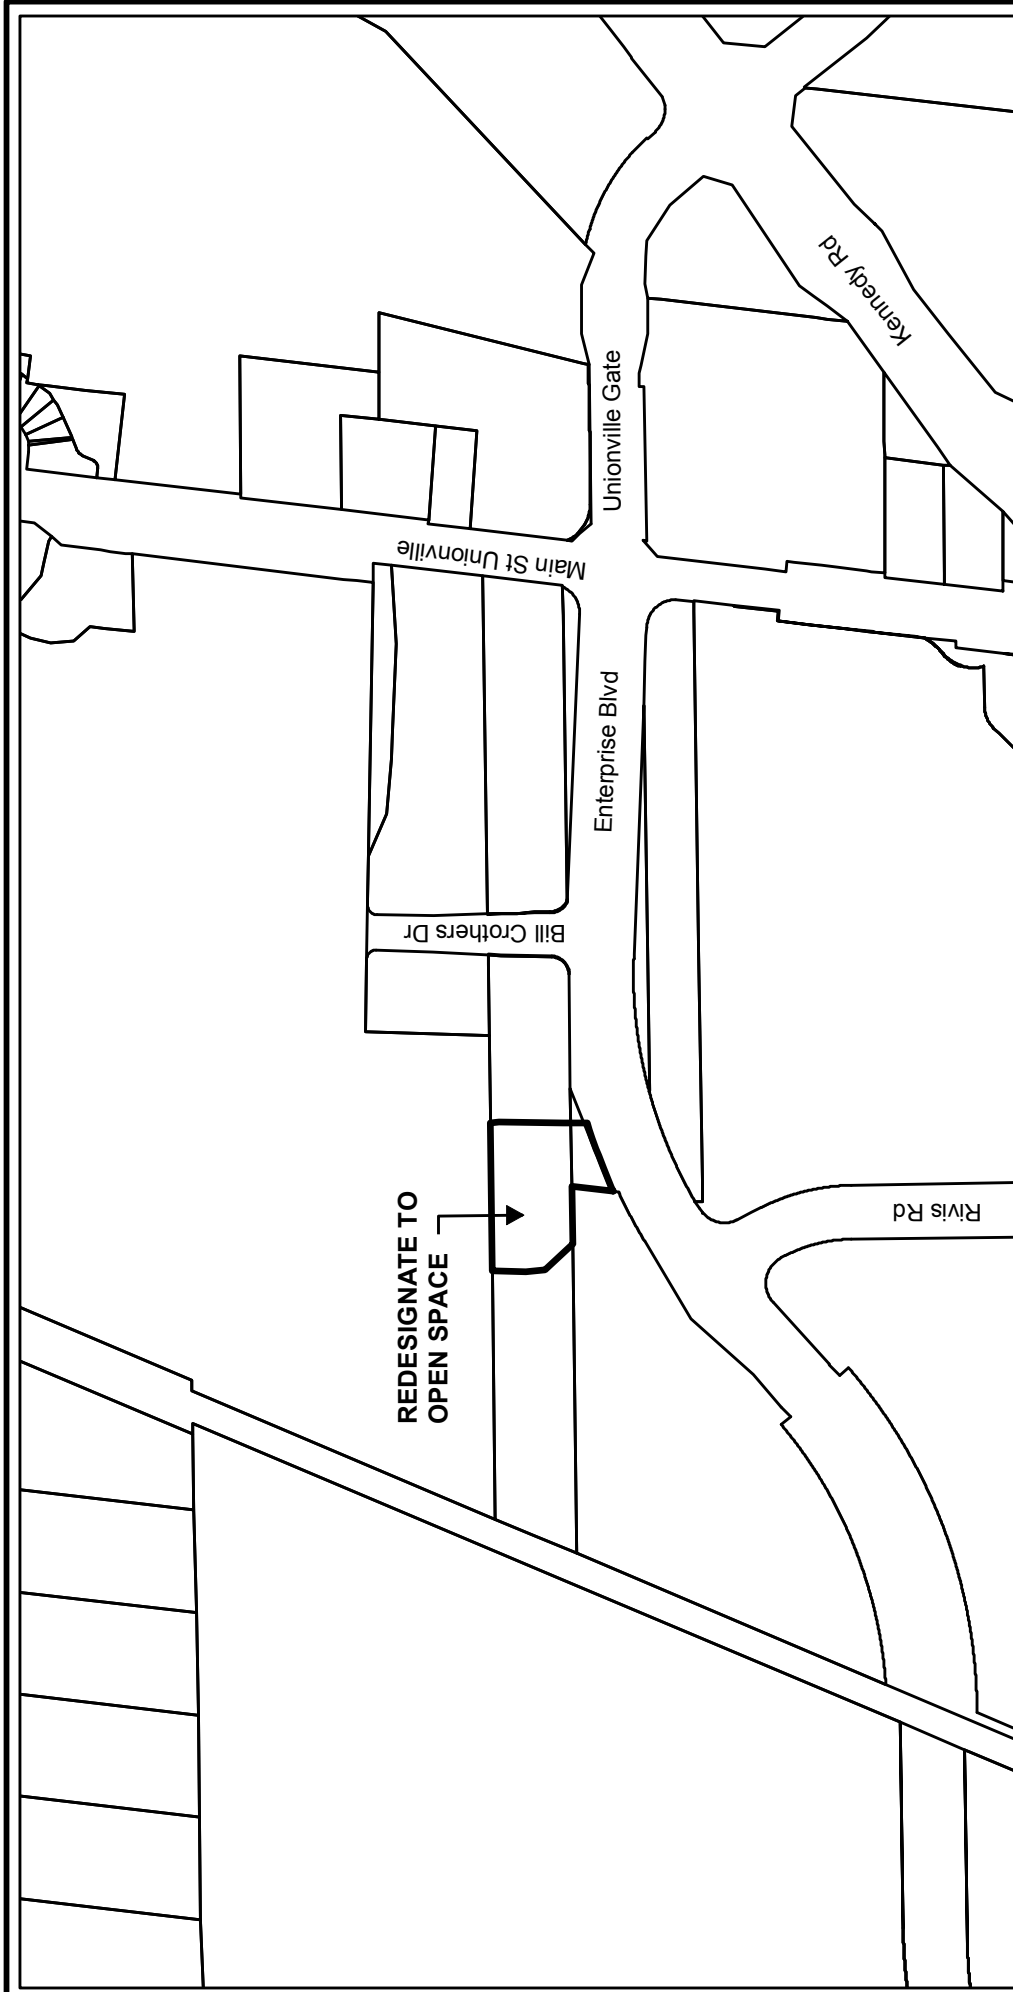 REDESIGNATE TO
OPEN SPACE
Bill Crothers Dr
Main St Unionville
Enterprise Blvd
Unionville Gate
Kennedy Rd
Rivis Rd